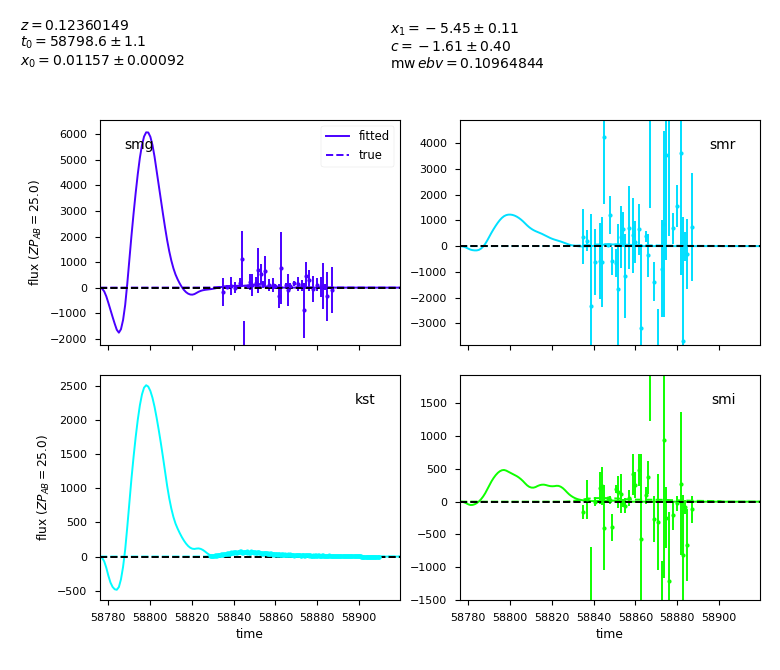 z = 0.12360149
t0 = 58798.6 ± 1.1
x0 = 0.01157 ± 0.00092
x1 = −5.45 ± 0.11
c = −1.61 ± 0.40
mw ebv = 0.10964844
smg
fitted
true
6000
5000
4000
3000
2000
1000
0
−1000
−2000
flux (ZPAB = 25.0)
smr
4000
3000
2000
1000
0
−1000
−2000
−3000
kst
2500
2000
1500
1000
500
0
−500
flux (ZPAB = 25.0)
58780 58800 58820 58840 58860 58880 58900
time
smi
1500
1000
500
0
−500
−1000
−1500
58780 58800 58820 58840 58860 58880 58900
time